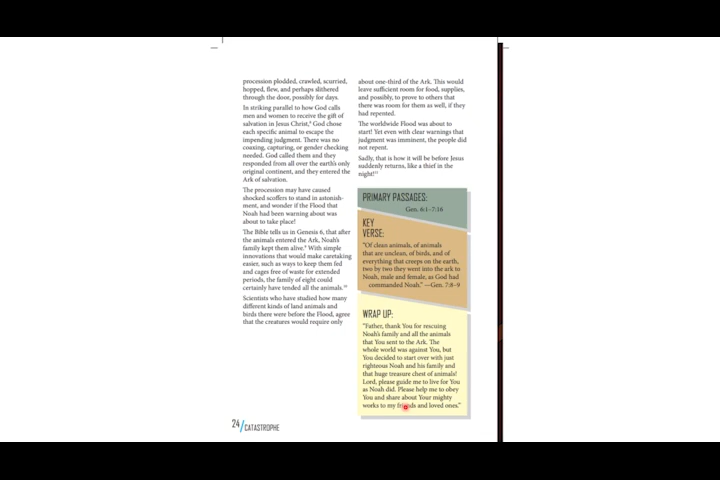 procession plodded, crawled, scurried,
hopped, flew, and perhaps slithered
through the door, possibly for days.
In striking parallel to how God calls
men and women to receive the gift of
salvation in Jesus Christ,⁸ God chose
each specific animal to escape the
impending judgment. There was no
coaxing, capturing, or gender checking
needed. God called them and they
responded from all over the earth's only
original continent, and they entered the
Ark of salvation.
The procession may have caused
shocked scoffers to stand in astonish-
ment, and wonder if the Flood that
Noah had been warning about was
about to take place!
The Bible tells us in Genesis 6, that after
the animals entered the Ark, Noah's
family kept them alive.⁹ With simple
innovations that would make caretaking
easier, such as ways to keep them fed
and cages free of waste for extended
periods, the family of eight could
certainly have tended all the animals.¹⁰
Scientists who have studied how many
different kinds of land animals and
birds there were before the Flood, agree
that the creatures would require only
about one-third of the Ark. This would
leave sufficient room for food, supplies,
and possibly, to prove to others that
there was room for them as well, if they
had repented.
The worldwide Flood was about to
start! Yet even with clear warnings that
judgment was imminent, the people did
not repent.
Sadly, that is how it will be before Jesus
suddenly returns, like a thief in the
night!¹¹
PRIMARY PASSAGES:
Gen. 6:1–7:16
KEY
VERSE:
"Of clean animals, of animals
that are unclean, of birds, and of
everything that creeps on the earth,
two by two they went into the ark to
Noah, male and female, as God had
commanded Noah." —Gen. 7:8–9
WRAP UP:
"Father, thank You for rescuing
Noah's family and all the animals
that You sent to the Ark. The
whole world was against You, but
You decided to start over with just
righteous Noah and his family and
that huge treasure chest of animals!
Lord, please guide me to live for You
as Noah did. Please help me to obey
You and share about Your mighty
works to my friends and loved ones."
24/CATASTROPHE